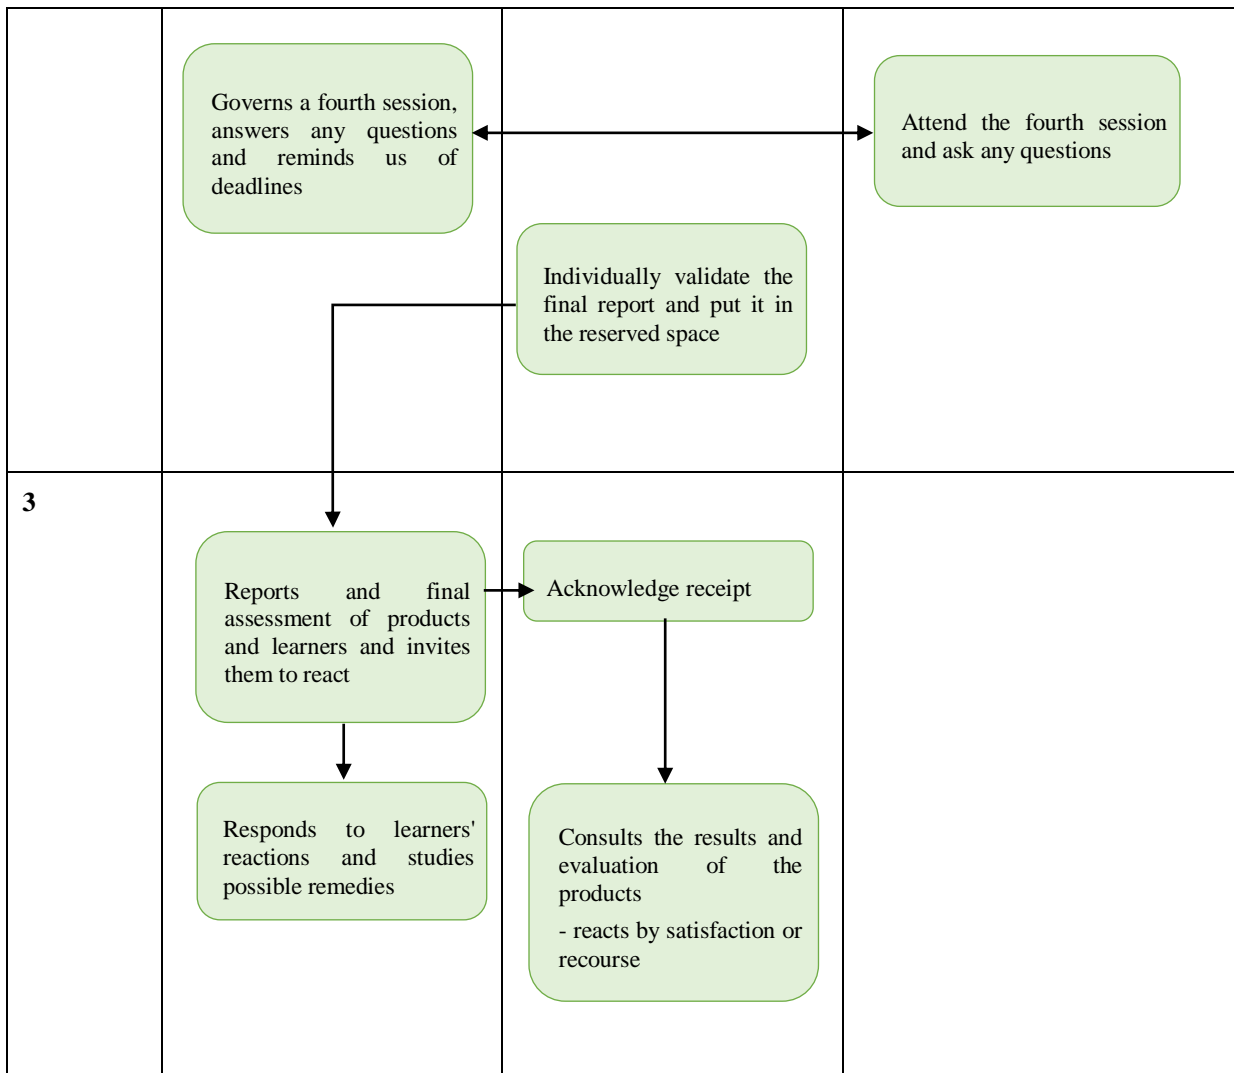 Governs a fourth session,
answers any questions
and reminds us of
deadlines
Attend the fourth session
and ask any questions
Individually validate the
final report and put it in
the reserved space
3
Reports and final
assessment of products
and learners and invites
them to react
Acknowledge receipt
Responds to learners'
reactions and studies
possible remedies
Consults the results and
evaluation of the
products
- reacts by satisfaction or
recourse